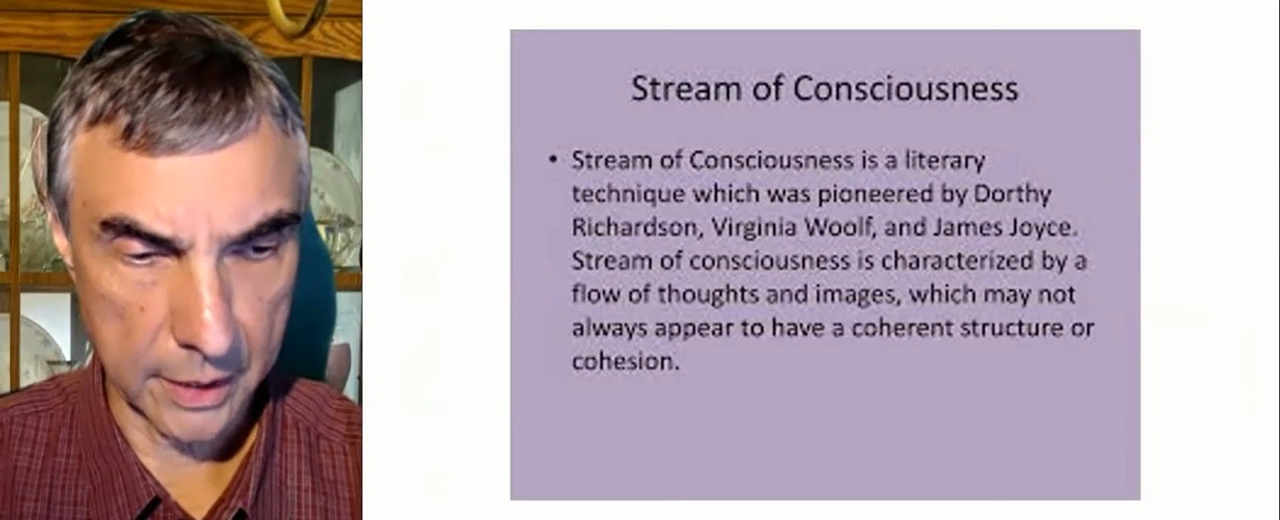 Stream of Consciousness
• Stream of Consciousness is a literary
technique which was pioneered by Dorthy
Richardson, Virginia Woolf, and James Joyce.
Stream of consciousness is characterized by a
flow of thoughts and images, which may not
always appear to have a coherent structure or
cohesion.